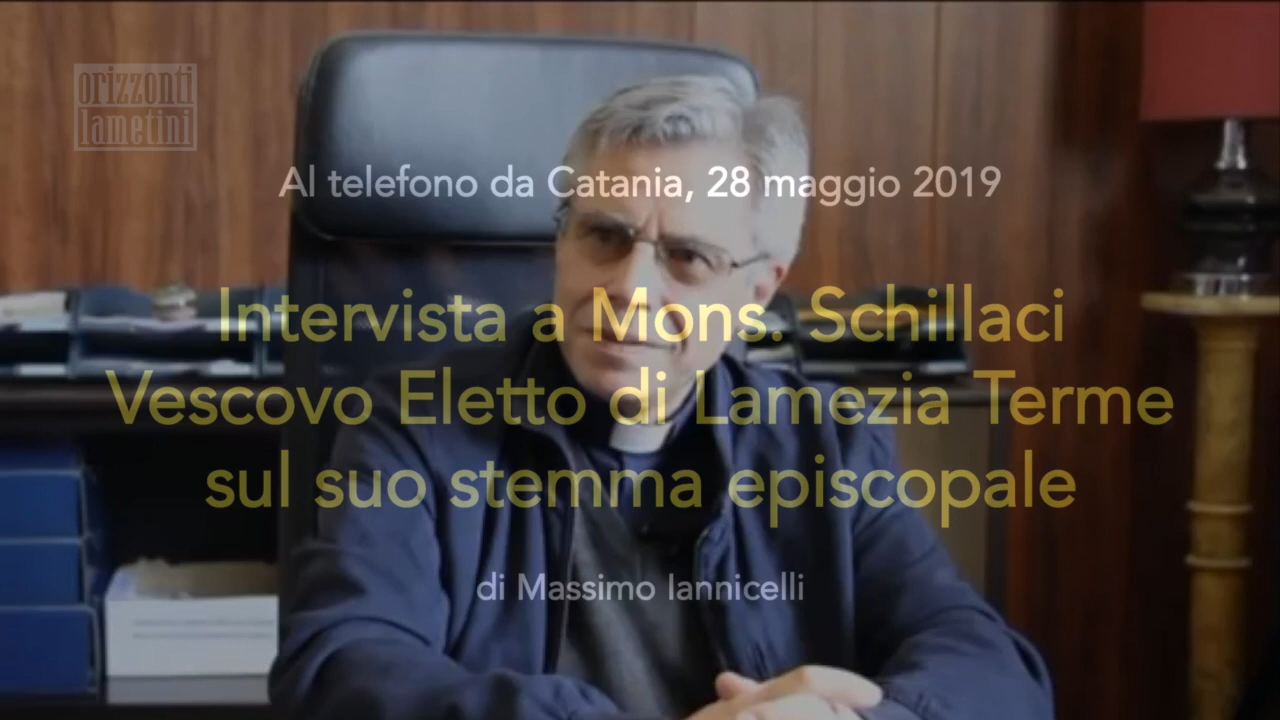 orizzonti
lametini
Al telefono da Catania, 28 maggio 2019
Intervista a Mons. Schillaci
Vescovo Eletto di Lamezia Terme
sul suo stemma episcopale
di Massimo Iannicelli